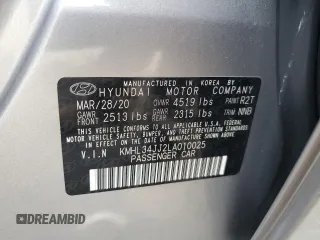 MANUFACTURED IN KOREA BY
HYUNDAI MOTOR COMPANY
MAR/28/20 GVWR 4519 lbs PAINT R2T
GAWR FRONT 2513 lbs GAWR REAR 2315 lbs TRIM NNB
THIS VEHICLE CONFORMS TO ALL APPLICABLE U.S. FEDERAL
MOTOR VEHICLE SAFETY, BUMPER, AND THEFT PREVENTION
STANDARDS IN EFFECT ON THE DATE OF MANUFACTURE SHOWN ABOVE.
V.I.N KMHL34JJ2LA010025
PASSENGER CAR